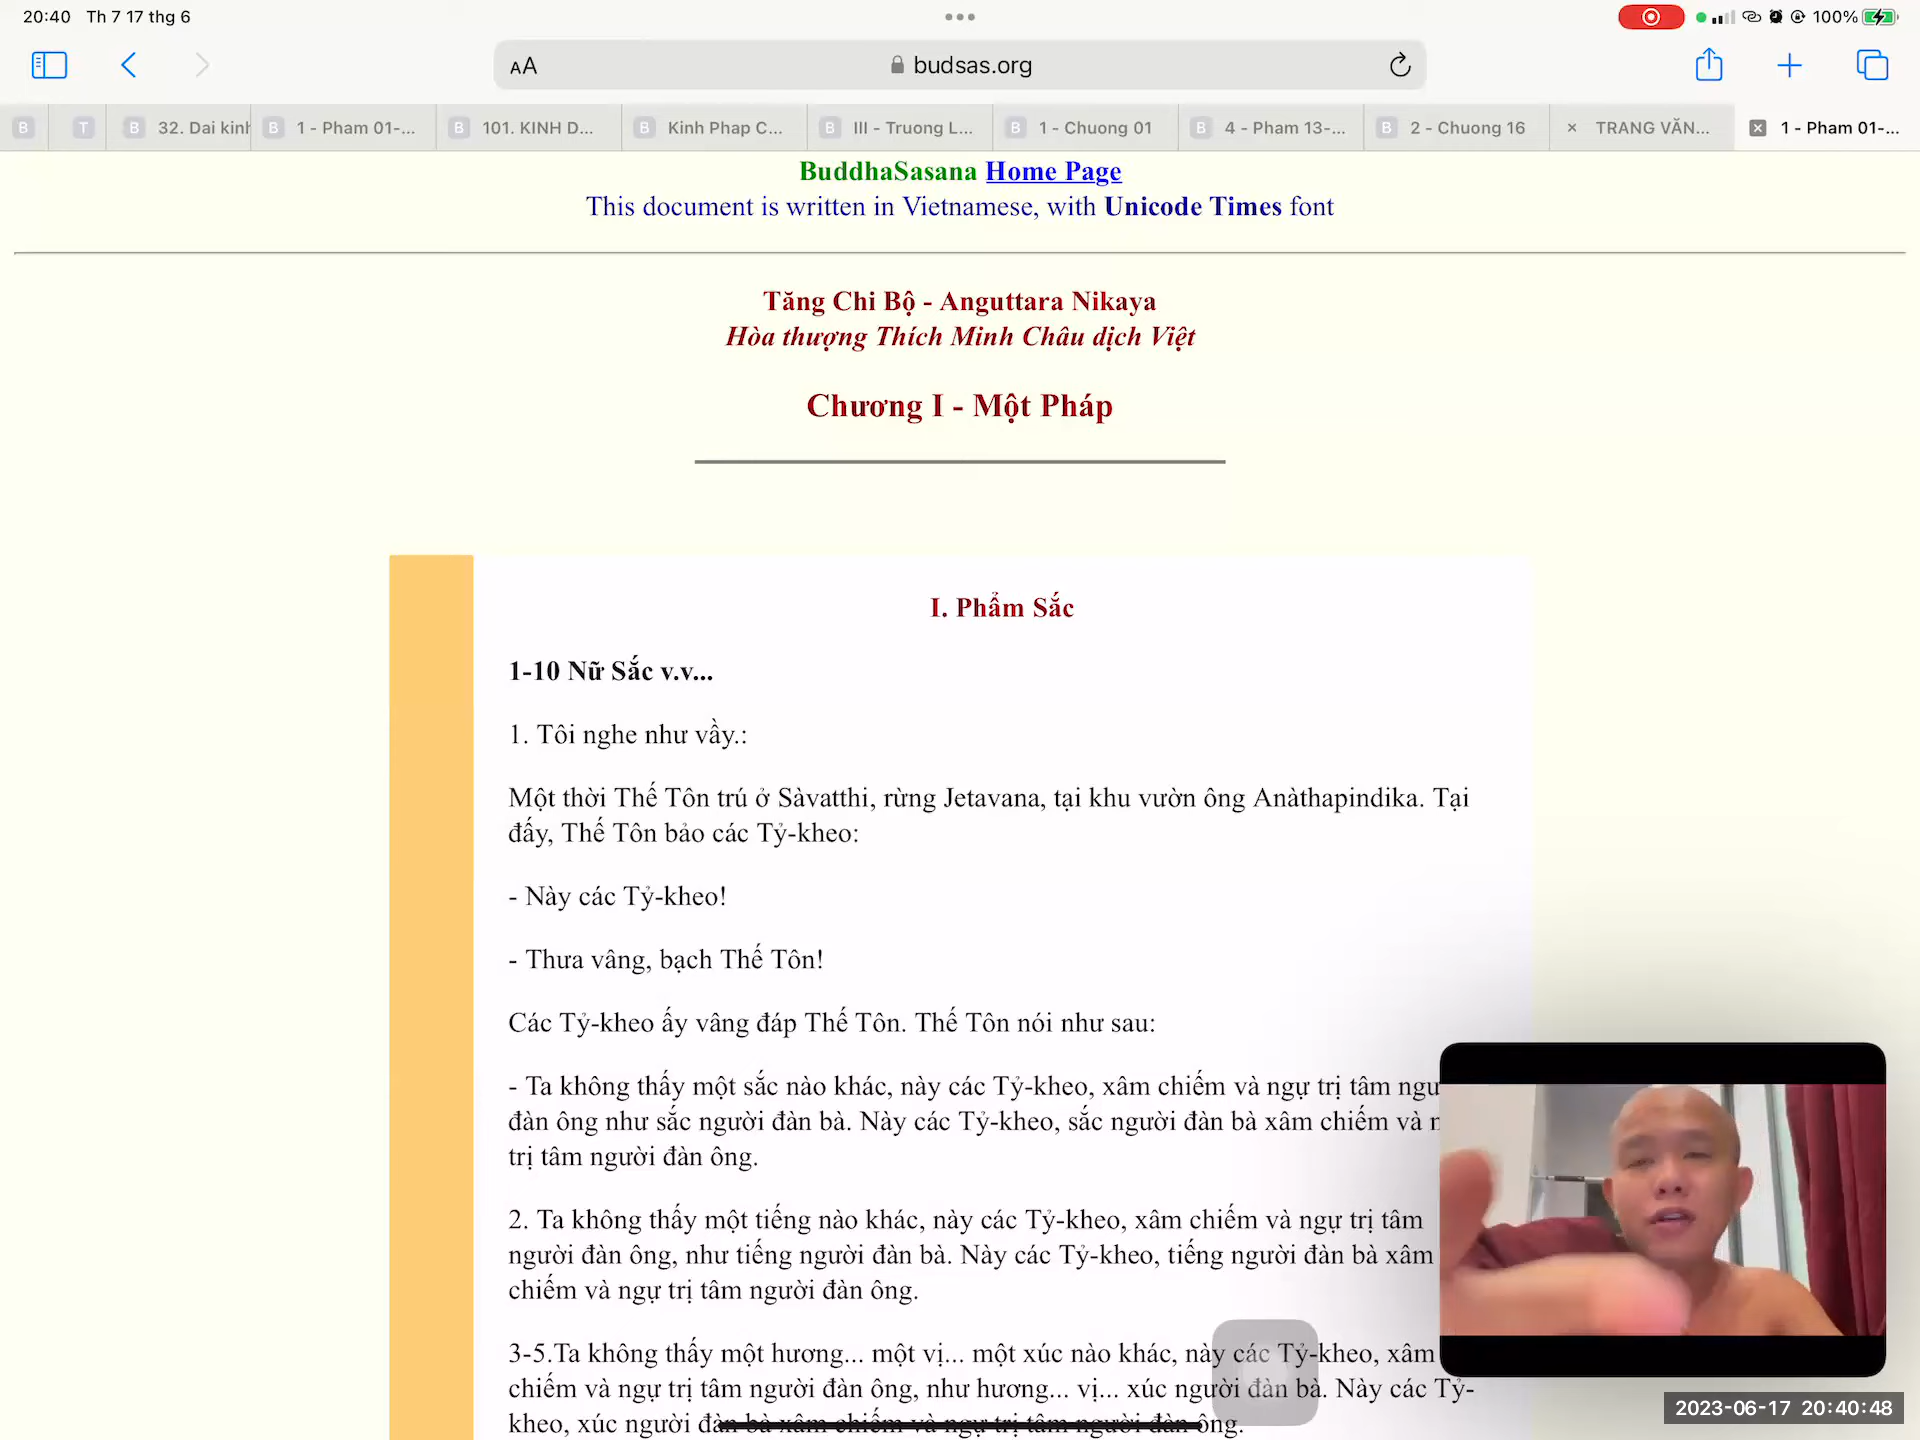 20:40 Th 7 17 thg 6
100%
AA budsas.org
B T B 32. Dai kinh B 1 - Pham 01-... B 101. KINH D... B Kinh Phap C... B III - Truong L... B 1 - Chuong 01 B 4 - Pham 13-... B 2 - Chuong 16 × TRANG VĂN... × 1 - Pham 01-...
BuddhaSasana Home Page
This document is written in Vietnamese, with Unicode Times font
Tăng Chi Bộ - Anguttara Nikaya
Hòa thượng Thích Minh Châu dịch Việt
Chương I - Một Pháp
I. Phẩm Sắc
1-10 Nữ Sắc v.v...
1. Tôi nghe như vầy.:
Một thời Thế Tôn trú ở Sàvatthi, rừng Jetavana, tại khu vườn ông Anàthapindika. Tại
đấy, Thế Tôn bảo các Tỷ-kheo:
- Này các Tỷ-kheo!
- Thưa vâng, bạch Thế Tôn!
Các Tỷ-kheo ấy vâng đáp Thế Tôn. Thế Tôn nói như sau:
- Ta không thấy một sắc nào khác, này các Tỷ-kheo, xâm chiếm và ngự trị tâm
đàn ông như sắc người đàn bà. Này các Tỷ-kheo, sắc người đàn bà xâm chiếm và
trị tâm người đàn ông.
2. Ta không thấy một tiếng nào khác, này các Tỷ-kheo, xâm chiếm và ngự trị tâm
người đàn ông, như tiếng người đàn bà. Này các Tỷ-kheo, tiếng người đàn bà xâm
chiếm và ngự trị tâm người đàn ông.
3-5.Ta không thấy một hương... một vị... một xúc nào khác, này các Tỷ-kheo, xâm
chiếm và ngự trị tâm người đàn ông, như hương... vị... xúc người đàn bà. Này các Tỷ-
kheo, xúc người đàn bà xâm chiếm và ngự trị tâm người đàn ông.
2023-06-17 20:40:48